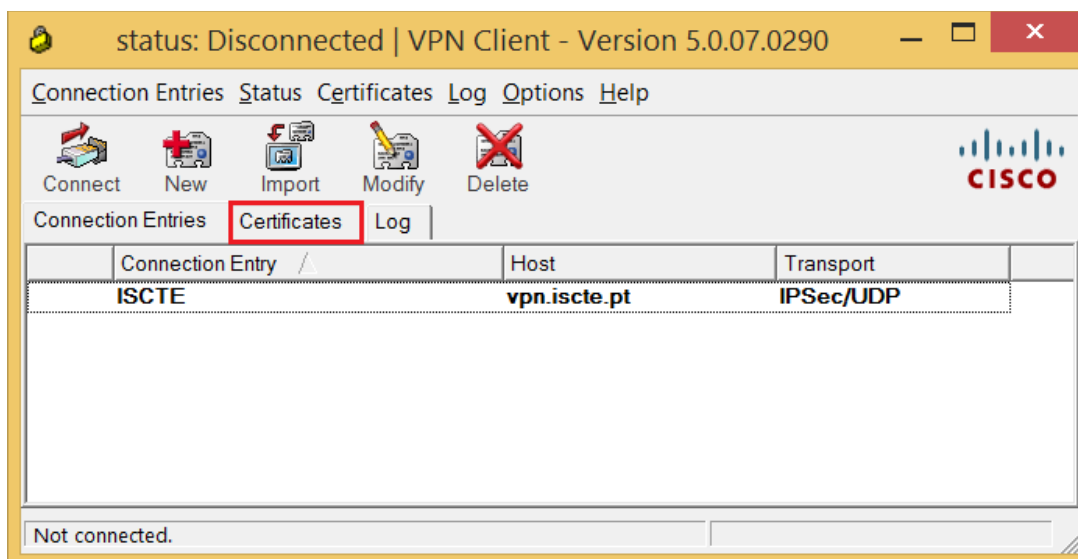 status: Disconnected | VPN Client - Version 5.0.07.0290
Connection Entries Status Certificates Log Options Help
Connect New Import Modify Delete
CISCO
Connection Entries Certificates Log
Connection Entry Host Transport
ISCTE vpn.iscte.pt IPSec/UDP
Not connected.